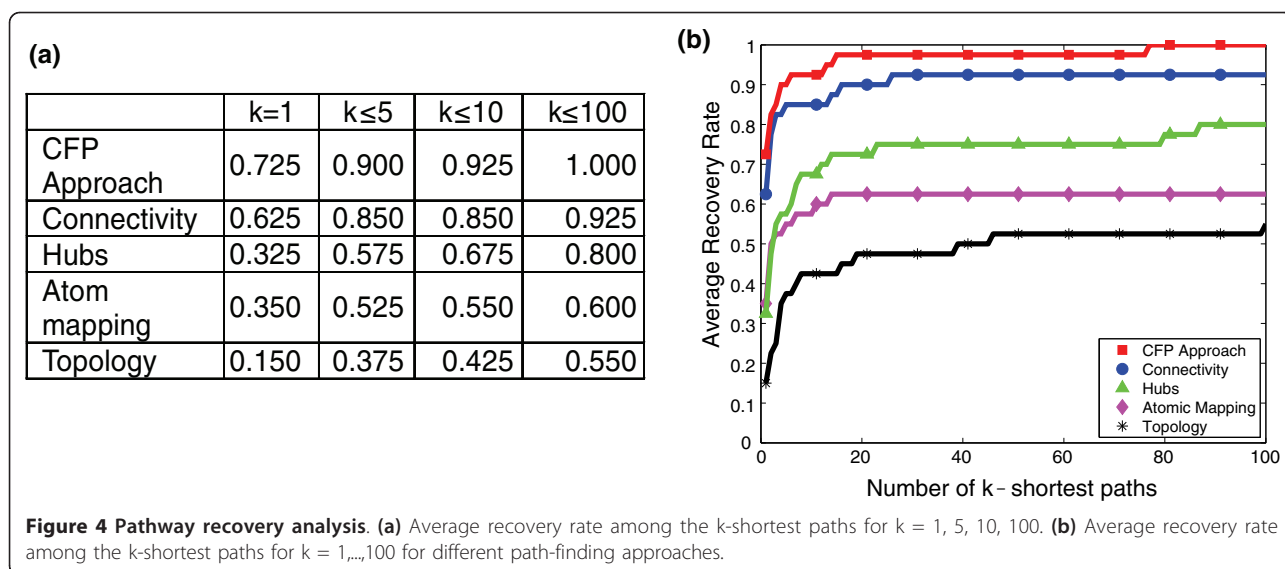 (a)
k=1 k≤5 k≤10 k≤100
CFP
Approach 0.725 0.900 0.925 1.000
Connectivity 0.625 0.850 0.850 0.925
Hubs 0.325 0.575 0.675 0.800
Atom
mapping 0.350 0.525 0.550 0.600
Topology 0.150 0.375 0.425 0.550
(b)
1
0.9
0.8
0.7
0.6
0.5
0.4
0.3
0.2
0.1
0
Average Recovery Rate
CFP Approach
Connectivity
Hubs
Atomic Mapping
Topology
0 20 40 60 80 100
Number of k- shortest paths
Figure 4 Pathway recovery analysis. (a) Average recovery rate among the k-shortest paths for k = 1, 5, 10, 100. (b) Average recovery rate
among the k-shortest paths for k = 1,...,100 for different path-finding approaches.